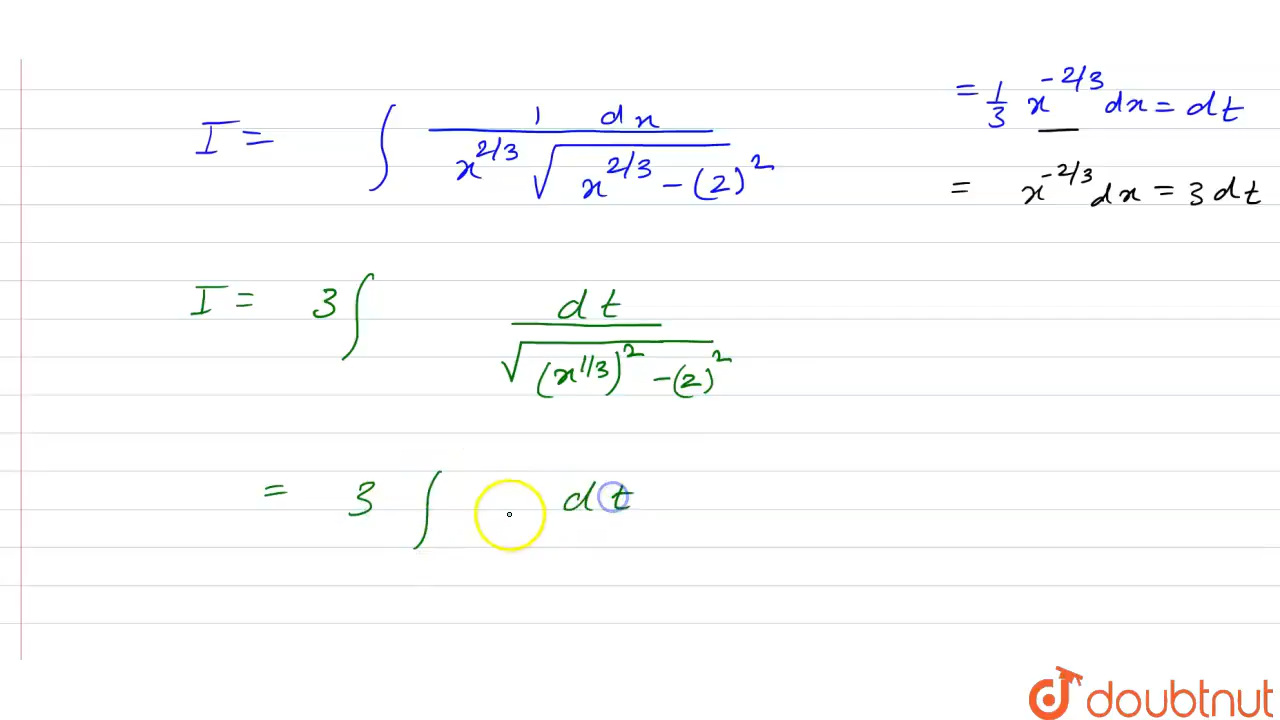 I = ∫ 1 dx / x^{2/3} √(x^{2/3} - (2)^2)
= 1/3 x^{-2/3} dx = dt
= x^{-2/3} dx = 3 dt
I = 3 ∫ dt / √((x^{1/3})^2 - (2)^2)
= 3 ∫ dt
doubtnut